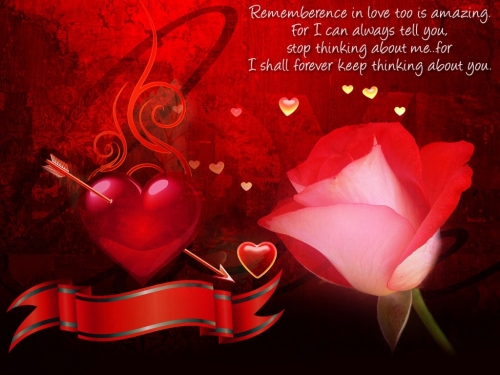 Rememberence in love too is amazing.
For I can always tell you,
stop thinking about me..for
I shall forever keep thinking about you.